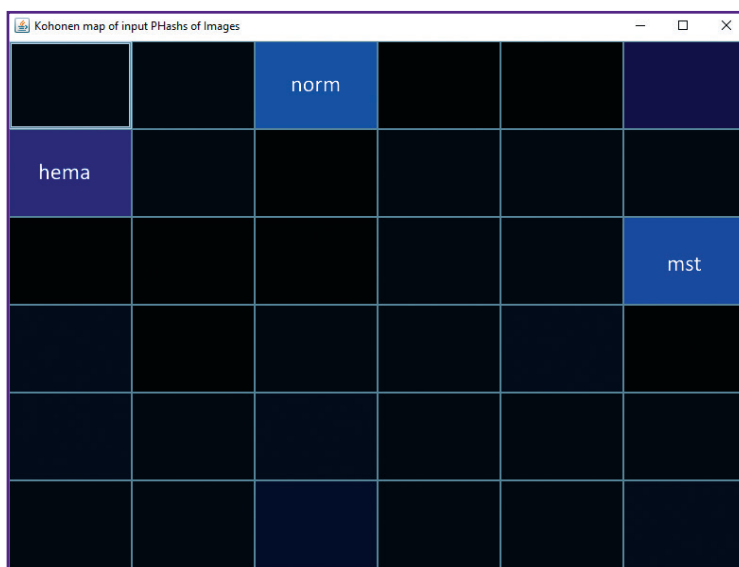 Kohonen map of input PHashs of Images
norm
hema
mst